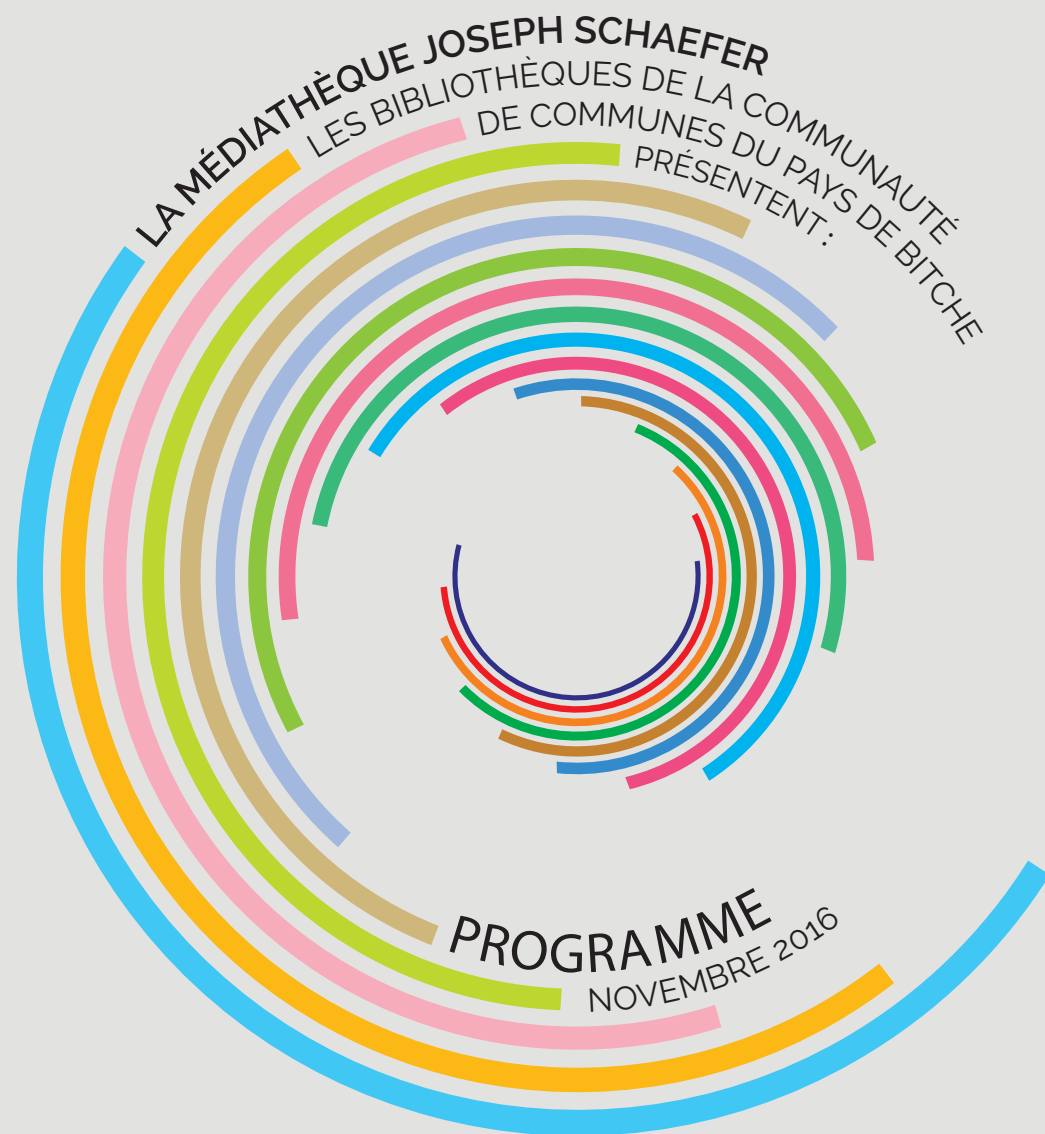 LA MÉDIATHÈQUE JOSEPH SCHAEFER
LES BIBLIOTHÈQUES DE LA COMMUNAUTÉ
DE COMMUNES DU PAYS DE BITCHE
PRÉSENTENT :
PROGRAMME
NOVEMBRE 2016